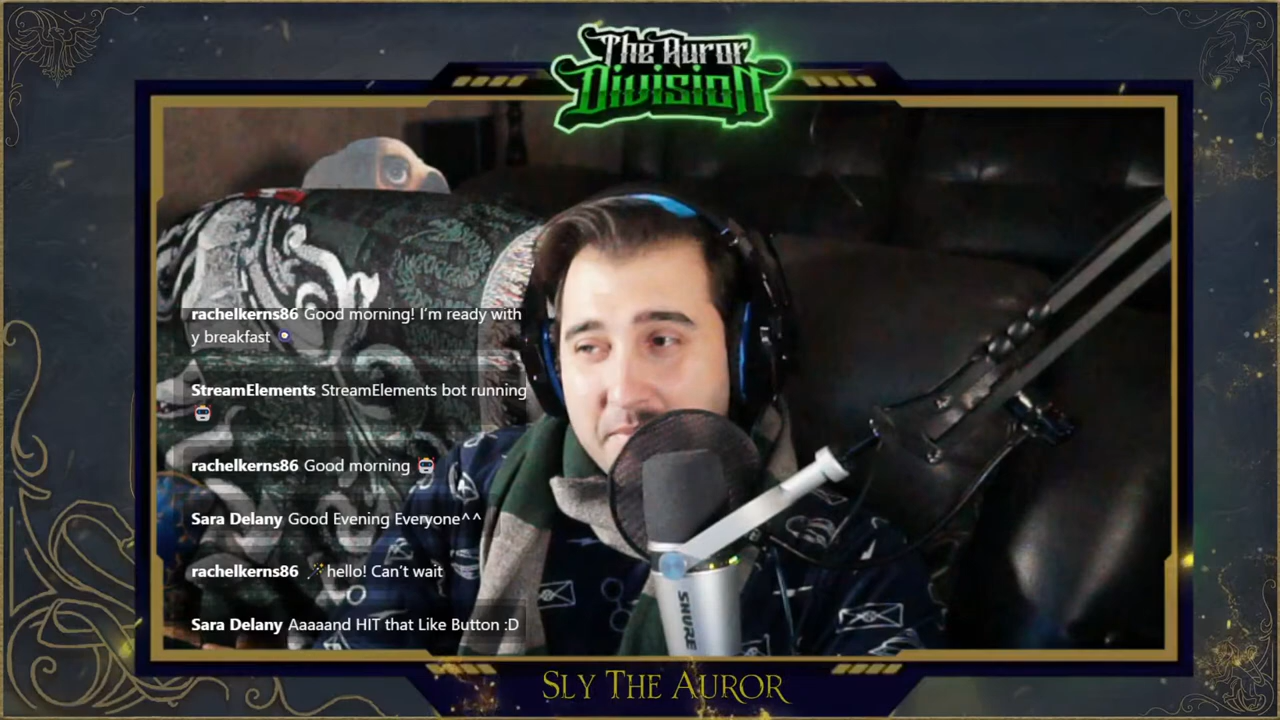 The Auror
Division
rachelkerns86 Good morning! I'm ready with
y breakfast
StreamElements StreamElements bot running
rachelkerns86 Good morning
Sara Delany Good Evening Everyone^^
rachelkerns86 hello! Can't wait
Sara Delany Aaaaand HIT that Like Button :D
SHURE
SLY THE AUROR